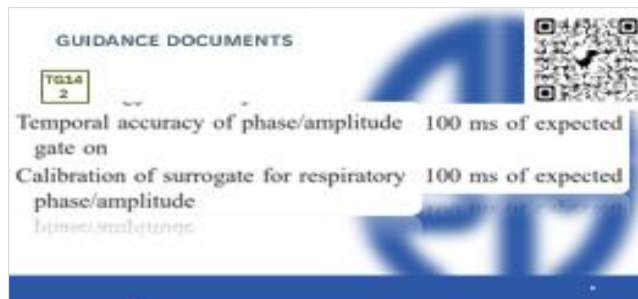 GUIDANCE DOCUMENTS
TG14
2
Temporal accuracy of phase/amplitude 100 ms of expected
gate on
Calibration of surrogate for respiratory 100 ms of expected
phase/amplitude